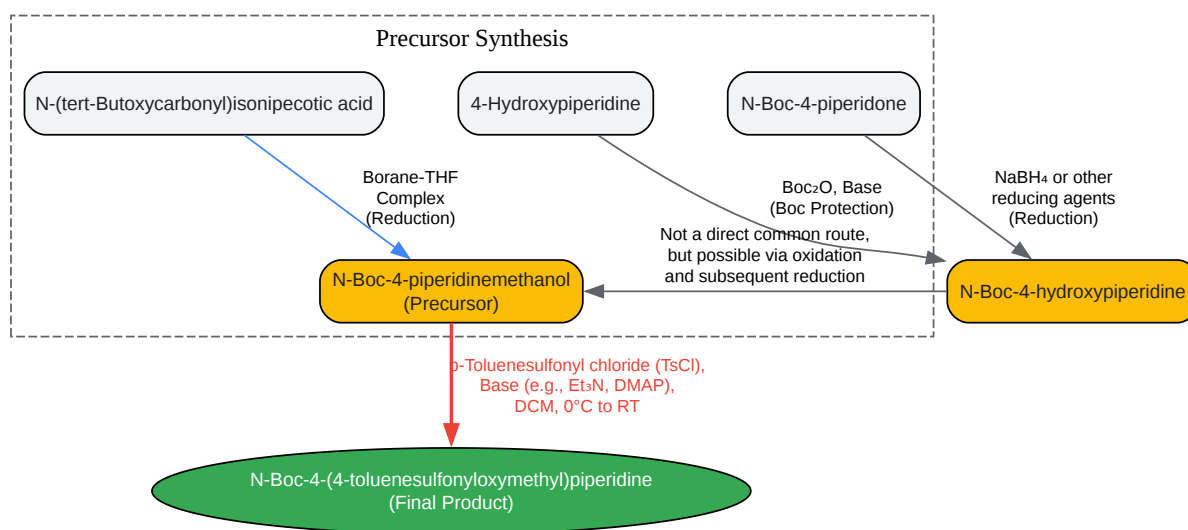 Precursor Synthesis
N-(tert-Butoxycarbonyl)isonipecotic acid
4-Hydroxypiperidine
N-Boc-4-piperidone
Borane-THF
Complex
(Reduction)
Boc₂O, Base
(Boc Protection)
NaBH₄ or other
reducing agents
(Reduction)
Not a direct common route,
but possible via oxidation
and subsequent reduction
N-Boc-4-piperidinemethanol
(Precursor)
N-Boc-4-hydroxypiperidine
p-Toluenesulfonyl chloride (TsCl),
Base (e.g., Et₃N, DMAP),
DCM, 0°C to RT
N-Boc-4-(4-toluenesulfonyloxymethyl)piperidine
(Final Product)